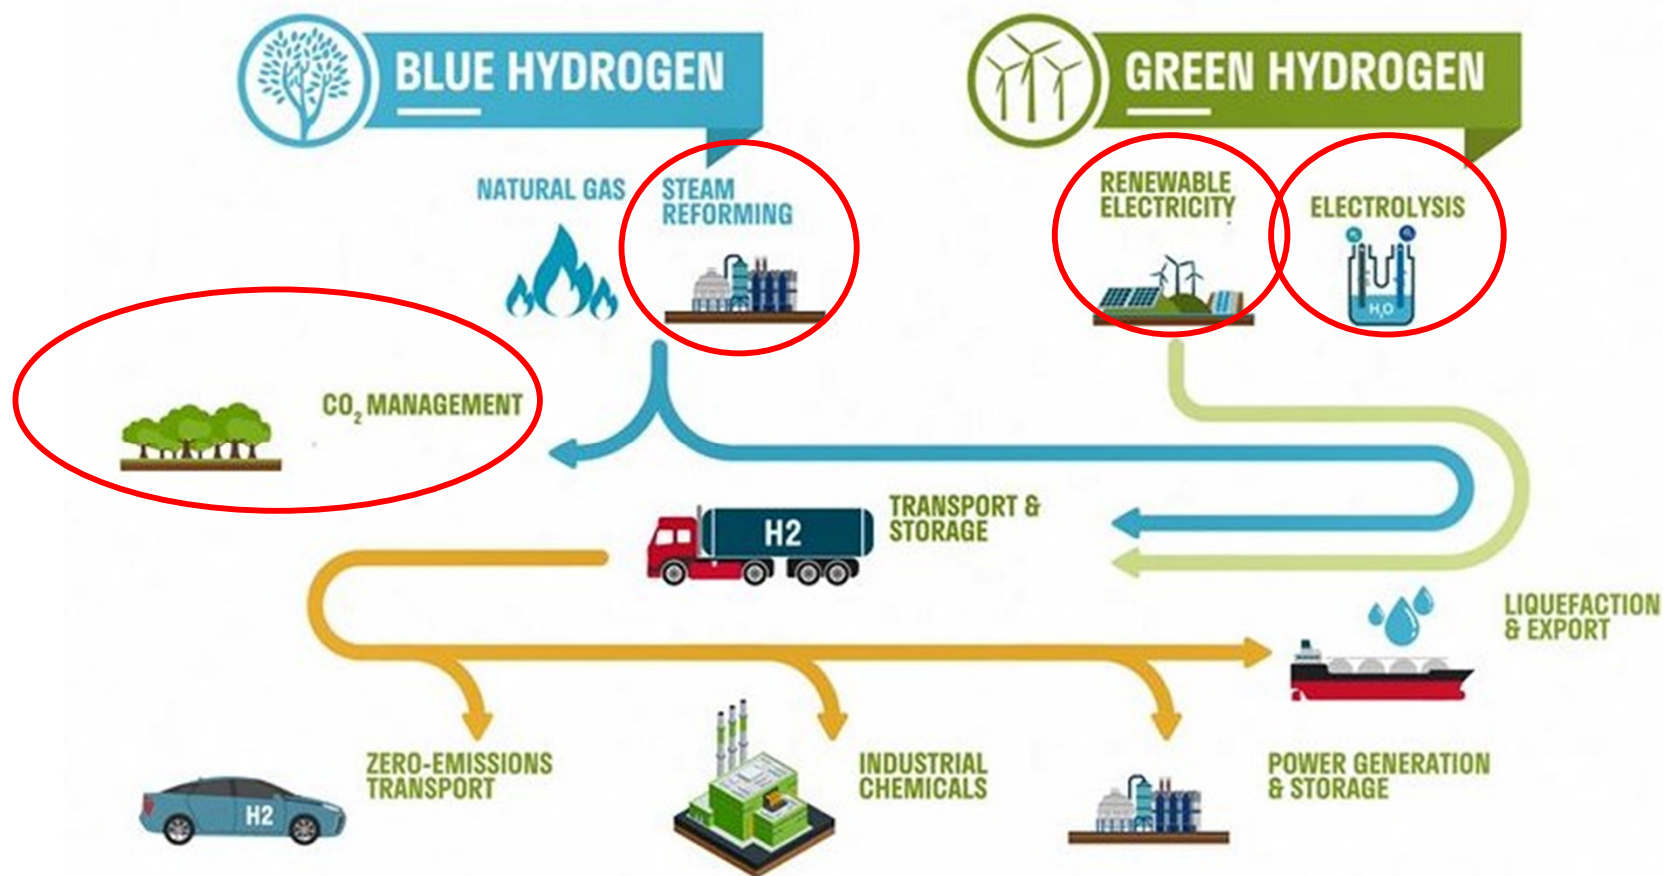 BLUE HYDROGEN
GREEN HYDROGEN
NATURAL GAS
STEAM
REFORMING
RENEWABLE
ELECTRICITY
ELECTROLYSIS
H₂O
CO₂ MANAGEMENT
H2
TRANSPORT &
STORAGE
LIQUEFACTION
& EXPORT
H2
ZERO-EMISSIONS
TRANSPORT
INDUSTRIAL
CHEMICALS
POWER GENERATION
& STORAGE